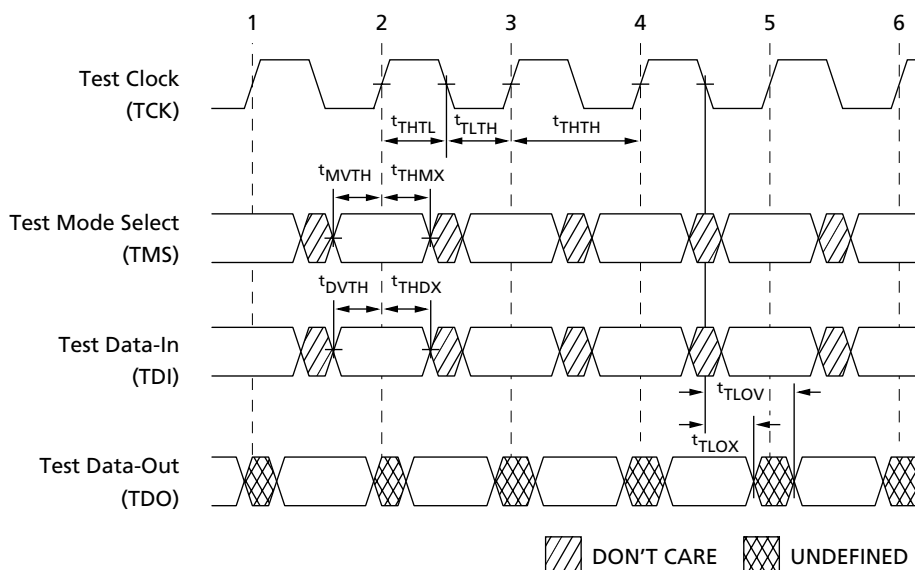 1 2 3 4 5 6
Test Clock
(TCK)
tTHTL tTLTH tTHTH
tMVTH tTHMX
Test Mode Select
(TMS)
tDVTH tTHDX
Test Data-In
(TDI)
tTLOV
tTLOX
Test Data-Out
(TDO)
DON'T CARE UNDEFINED